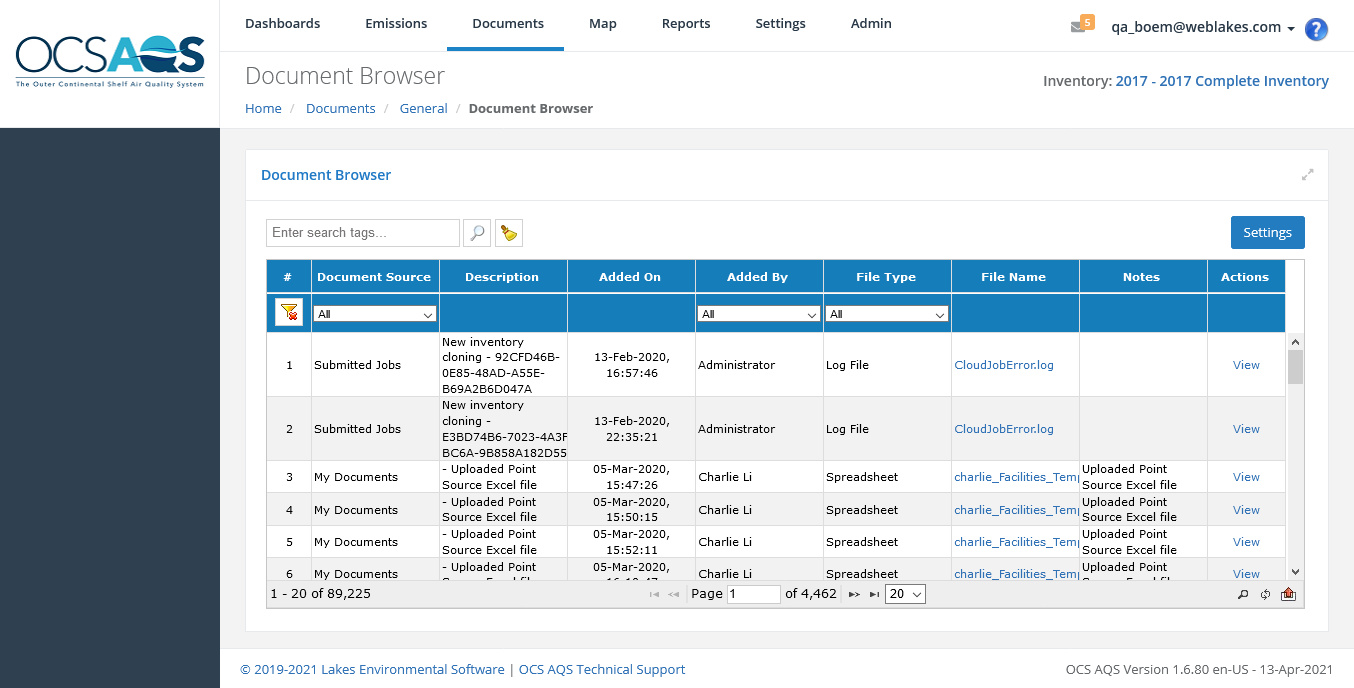 OCSAQS
The Outer Continental Shelf Air Quality System
Dashboards Emissions Documents Map Reports Settings Admin
5 qa_boem@weblakes.com ?
Document Browser
Inventory: 2017 - 2017 Complete Inventory
Home / Documents / General / Document Browser
Document Browser
Enter search tags... Settings
# Document Source Description Added On Added By File Type File Name Notes Actions
All All All
1 Submitted Jobs
New inventory
cloning - 92CFD46B-
0E85-48AD-A55E-
B69A2B6D047A
13-Feb-2020,
16:57:46
Administrator Log File CloudJobError.log View
2 Submitted Jobs
New inventory
cloning -
E3BD74B6-7023-4A3F
BC6A-9B858A182D55
13-Feb-2020,
22:35:21
Administrator Log File CloudJobError.log View
3 My Documents
- Uploaded Point
Source Excel file
05-Mar-2020,
15:47:26
Charlie Li Spreadsheet charlie_Facilities_Temp
Uploaded Point
Source Excel file
View
4 My Documents
- Uploaded Point
Source Excel file
05-Mar-2020,
15:50:15
Charlie Li Spreadsheet charlie_Facilities_Temp
Uploaded Point
Source Excel file
View
5 My Documents
- Uploaded Point
Source Excel file
05-Mar-2020,
15:52:11
Charlie Li Spreadsheet charlie_Facilities_Temp
Uploaded Point
Source Excel file
View
6 My Documents
- Uploaded Point
05-Mar-2020,
Charlie Li Spreadsheet charlie_Facilities_Temp
Uploaded Point
View
1 - 20 of 89,225 Page 1 of 4,462 20
© 2019-2021 Lakes Environmental Software | OCS AQS Technical Support
OCS AQS Version 1.6.80 en-US - 13-Apr-2021